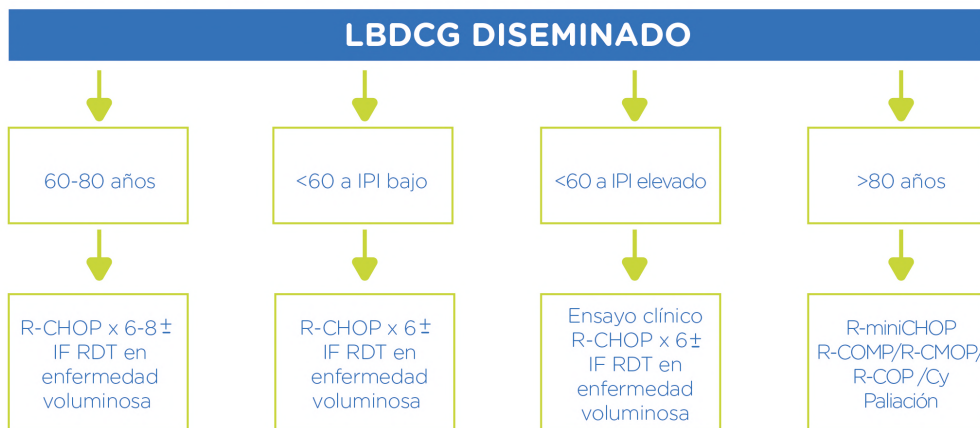 LBDCG DISEMINADO
60-80 años
<60 a IPI bajo
<60 a IPI elevado
>80 años
R-CHOP x 6-8 ±
IF RDT en
enfermedad
voluminosa
R-CHOP x 6 ±
IF RDT en
enfermedad
voluminosa
Ensayo clínico
R-CHOP x 6 ±
IF RDT en
enfermedad
voluminosa
R-miniCHOP
R-COMP/R-CMOP/
R-COP /Cy
Paliación